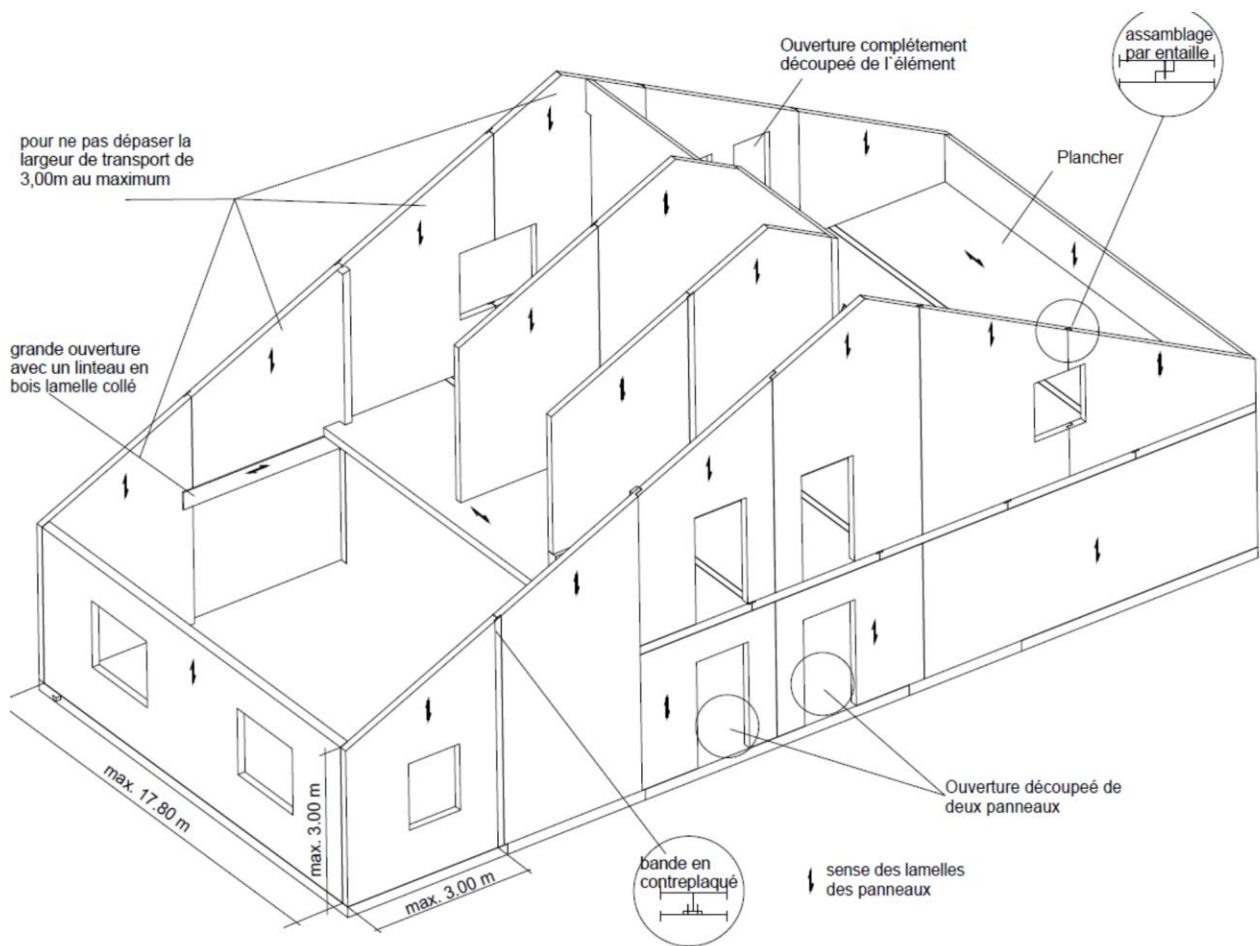 Ouverture complétement
découpeé de l`élément
assamblage
par entaille
pour ne pas dépaser la
largeur de transport de
3,00m au maximum
Plancher
grande ouverture
avec un linteau en
bois lamelle collé
max. 17.80 m
max. 3.00 m
max. 3,00 m
bande en
contreplaqué
Ouverture découpeé de
deux panneaux
sense des lamelles
des panneaux